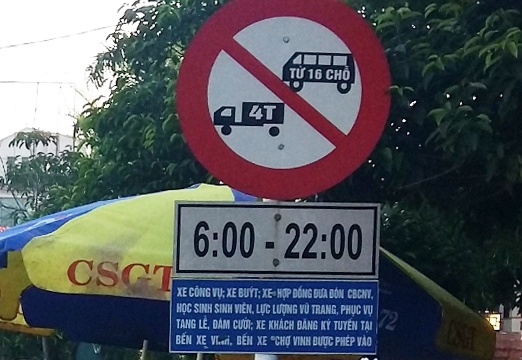 TỪ 16 CHỖ
4T
6:00 - 22:00
CSGT
XE CÔNG VỤ; XE BUÝT; XE HỢP ĐỒNG ĐƯA ĐÓN CBCNV,
HỌC SINH SINH VIÊN, LỰC LƯỢNG VŨ TRANG, PHỤC VỤ
TANG LỄ, ĐÁM CƯỚI; XE KHÁCH ĐĂNG KÝ TUYẾN TẠI
BẾN XE BẾN XE CHỢ VINH ĐƯỢC PHÉP VÀO
72